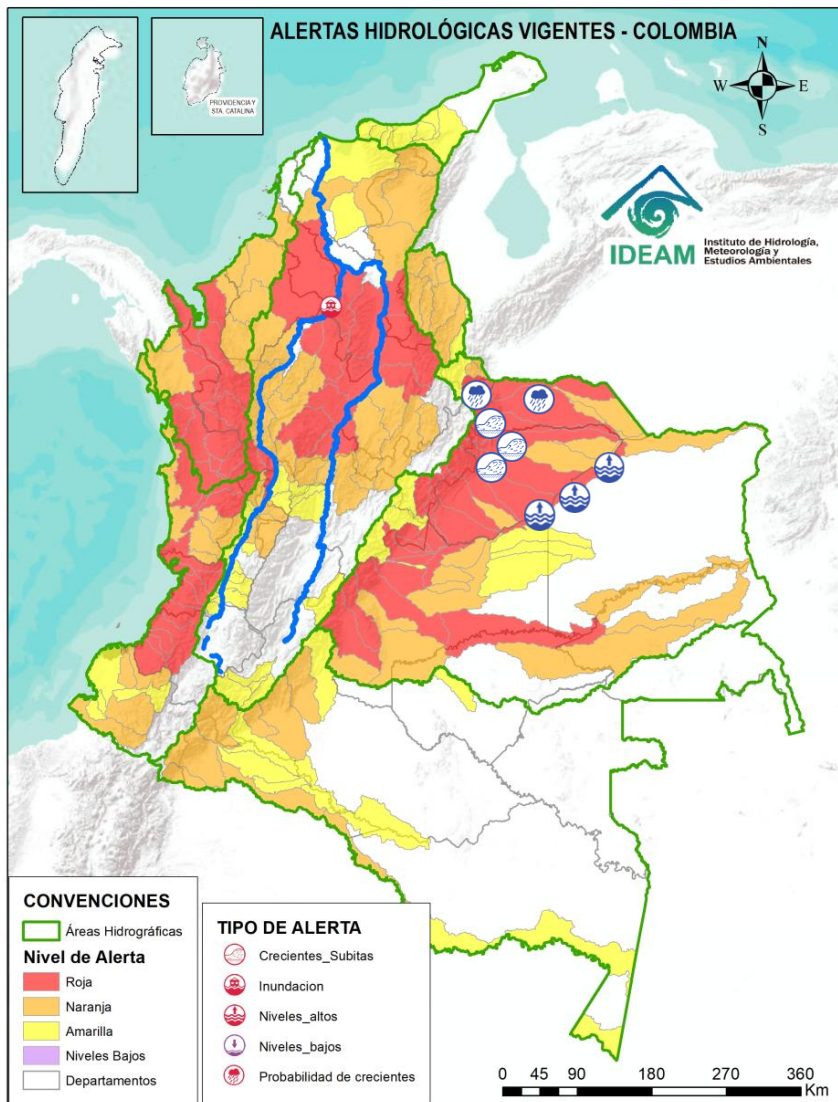 ALERTAS HIDROLÓGICAS VIGENTES - COLOMBIA
PROVIDENCIA Y
STA. CATALINA
N
W
E
S
IDEAM
Instituto de Hidrología,
Meteorología y
Estudios Ambientales
CONVENCIONES
Áreas Hidrográficas
Nivel de Alerta
Roja
Naranja
Amarilla
Niveles Bajos
Departamentos
TIPO DE ALERTA
Crecientes_Subitas
Inundacion
Niveles_altos
Niveles_bajos
Probabilidad de crecientes
0 45 90 180 270 360
Km